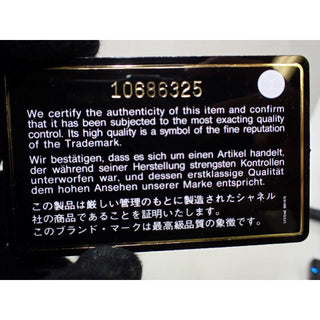 10686325
We certify the authenticity of this item and confirm
that it has been subjected to the most exacting quality
control. Its high quality is a symbol of the fine reputation
of the Trademark.
Wir bestätigen, dass es sich um einen Artikel handelt,
der während seiner Herstellung strengsten Kontrollen
unterworfen war, und dessen erstklassige Qualität
dem hohen Ansehen unserer Marke entspricht.
この製品は厳しい管理のもとに製造されたシャネル
社の商品であることを証明いたします。
このブランド・マークは最高級品質の象徴です。